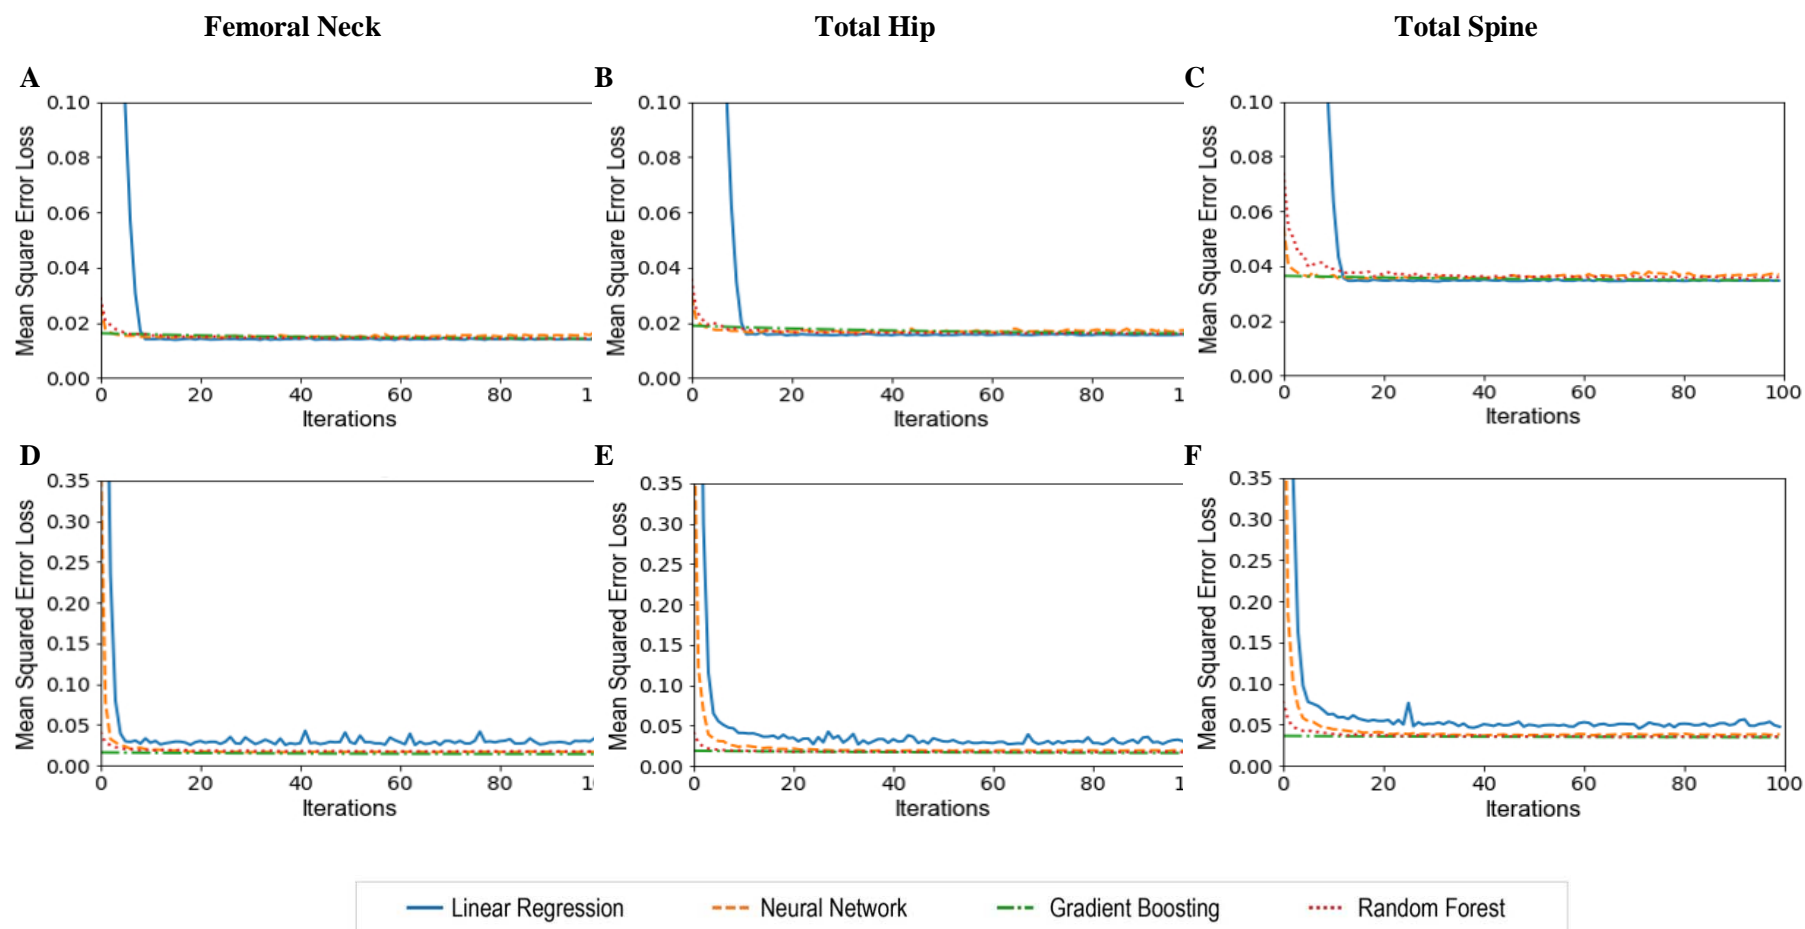 Femoral Neck Total Hip Total Spine
A B C
0.10
0.08
0.06
0.04
0.02
0.00
Mean Square Error Loss
0 20 40 60 80 1
Iterations
0.10
0.08
0.06
0.04
0.02
0.00
Mean Square Error Loss
0 20 40 60 80 1
Iterations
0.10
0.08
0.06
0.04
0.02
0.00
Mean Square Error Loss
0 20 40 60 80 100
Iterations
D E F
0.35
0.30
0.25
0.20
0.15
0.10
0.05
0.00
Mean Squared Error Loss
0 20 40 60 80 1
Iterations
0.35
0.30
0.25
0.20
0.15
0.10
0.05
0.00
Mean Squared Error Loss
0 20 40 60 80 1
Iterations
0.35
0.30
0.25
0.20
0.15
0.10
0.05
0.00
Mean Squared Error Loss
0 20 40 60 80 100
Iterations
Linear Regression Neural Network Gradient Boosting Random Forest